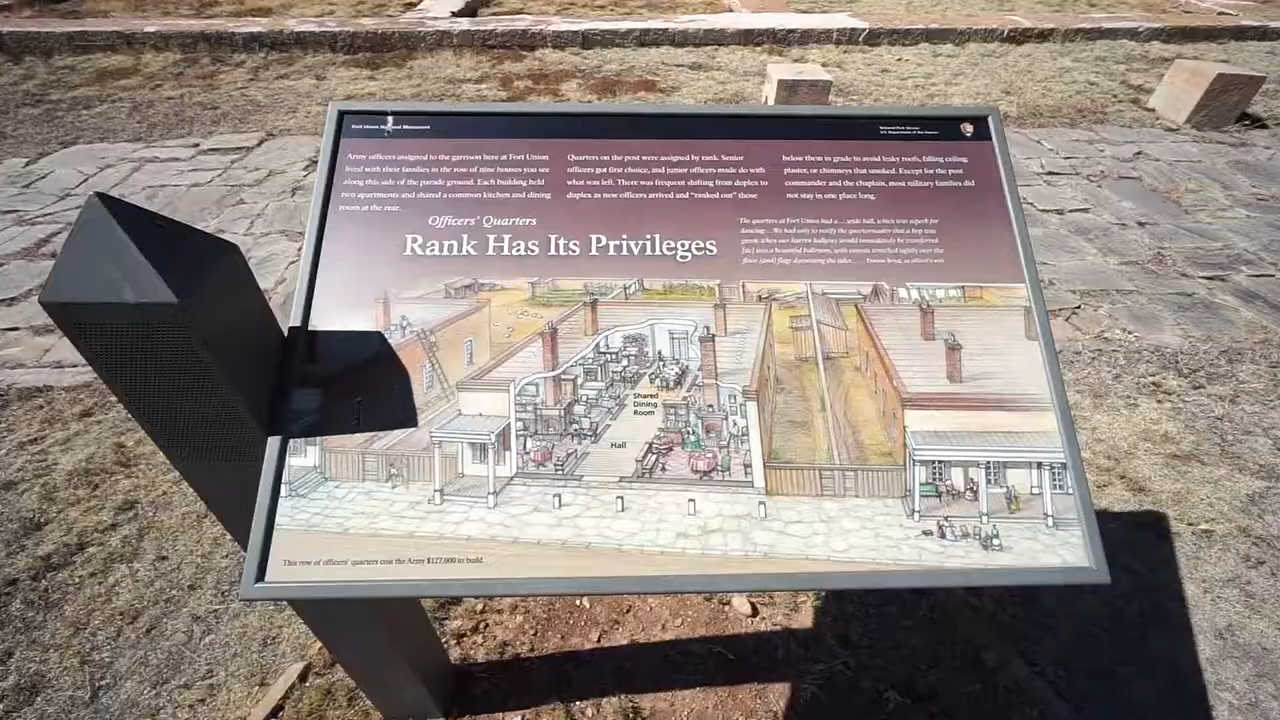 Fort Union National Monument
National Park Service
U.S. Department of the Interior
Army officers assigned to the garrison here at Fort Union
lived with their families in the row of nine houses you see
along this side of the parade ground. Each building held
two apartments and shared a common kitchen and dining
room at the rear.
Quarters on the post were assigned by rank. Senior
officers got first choice, and junior officers made do with
what was left. There was frequent shifting from duplex to
duplex as new officers arrived and "ranked out" those
below them in grade to avoid leaky roofs, falling ceiling
plaster, or chimneys that smoked. Except for the post
commander and the chaplain, most military families did
not stay in one place long.
Officers' Quarters
Rank Has Its Privileges
The quarters at Fort Union had a . . . wide hall, which was superb for
dancing . . . We had only to notify the quartermaster that a hop was
given, when our barren hallway would immediately be transferred
[sic] into a beautiful ballroom, with canvas stretched tightly over the
floor [and] flags decorating the sides . . . . Frances Boyd, an officer's wife
Shared
Dining
Room
Hall
This row of officers' quarters cost the Army $127,000 to build.